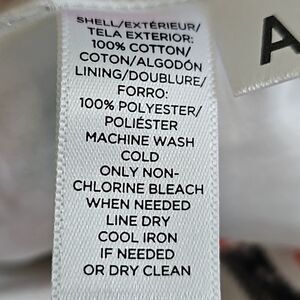 SHELL/EXTÉRIEUR/
TELA EXTERIOR:
100% COTTON/
COTON/ALGODÓN
LINING/DOUBLURE/
FORRO:
100% POLYESTER/
POLIÉSTER
MACHINE WASH
COLD
ONLY NON-
CHLORINE BLEACH
WHEN NEEDED
LINE DRY
COOL IRON
IF NEEDED
OR DRY CLEAN
A